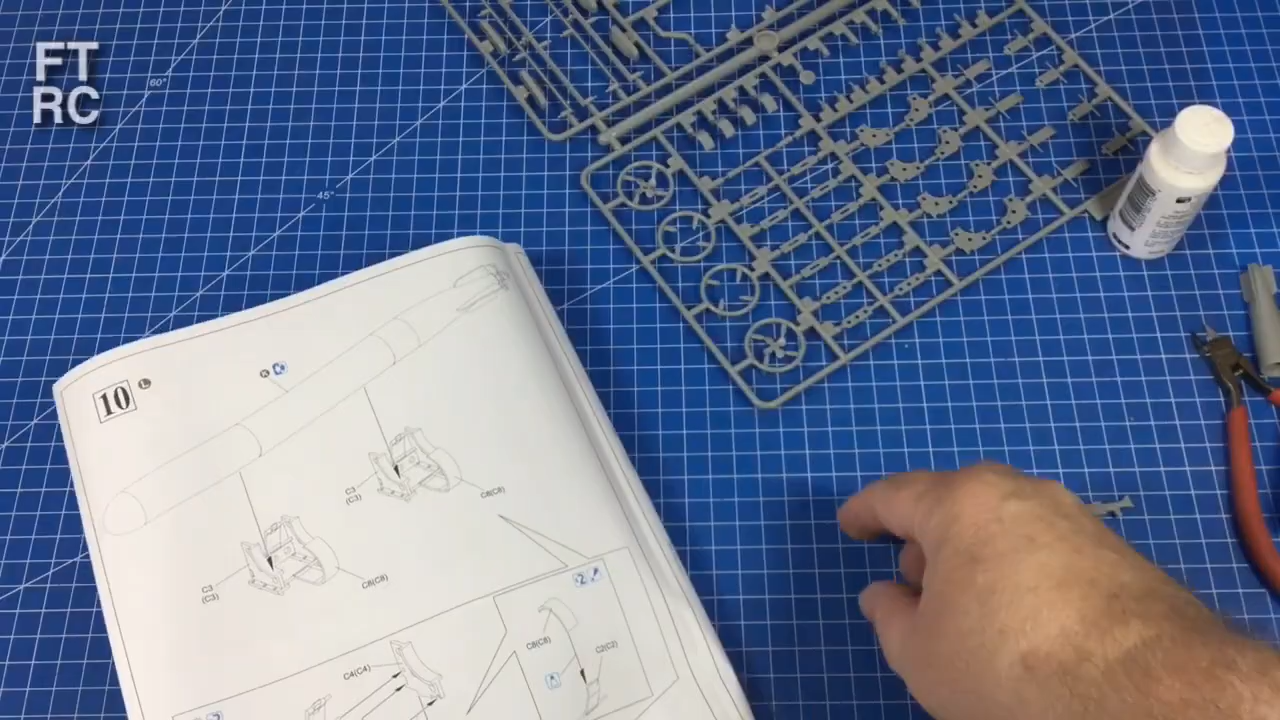 FT
RC
60°
45°
10
L
K
C3
(C3)
C8(C8)
C3
(C3)
C8(C8)
×2
C8(C8)
C2(C2)
C4(C4)